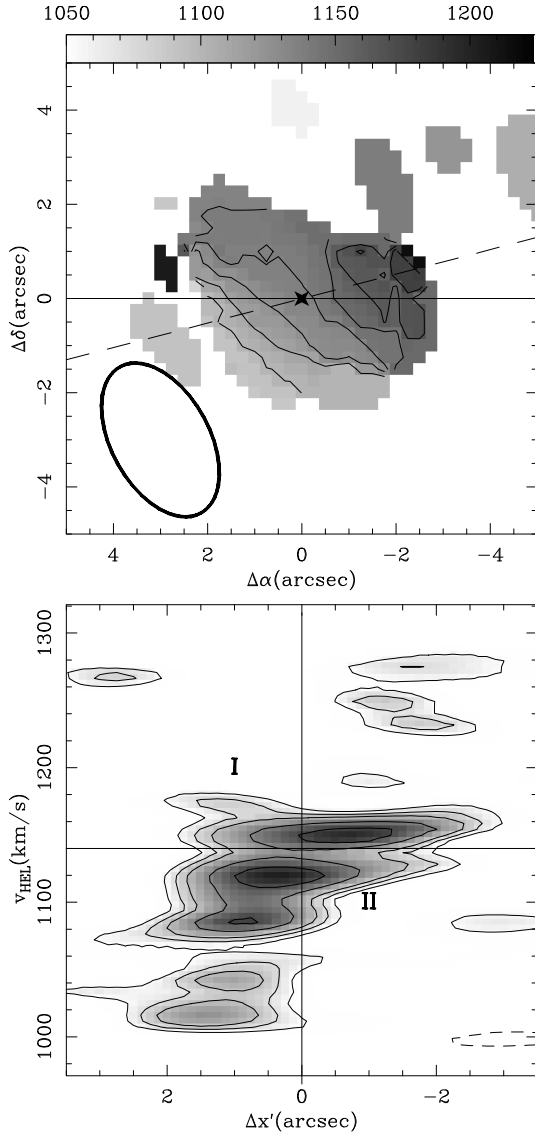 1050 1100 1150 1200
4
2
0
−2
−4
Δδ(arcsec)
4 2 0 −2 −4
Δα(arcsec)
1300
1200
1100
1000
v_HEL(km/s)
I
II
2 0 −2
Δx'(arcsec)